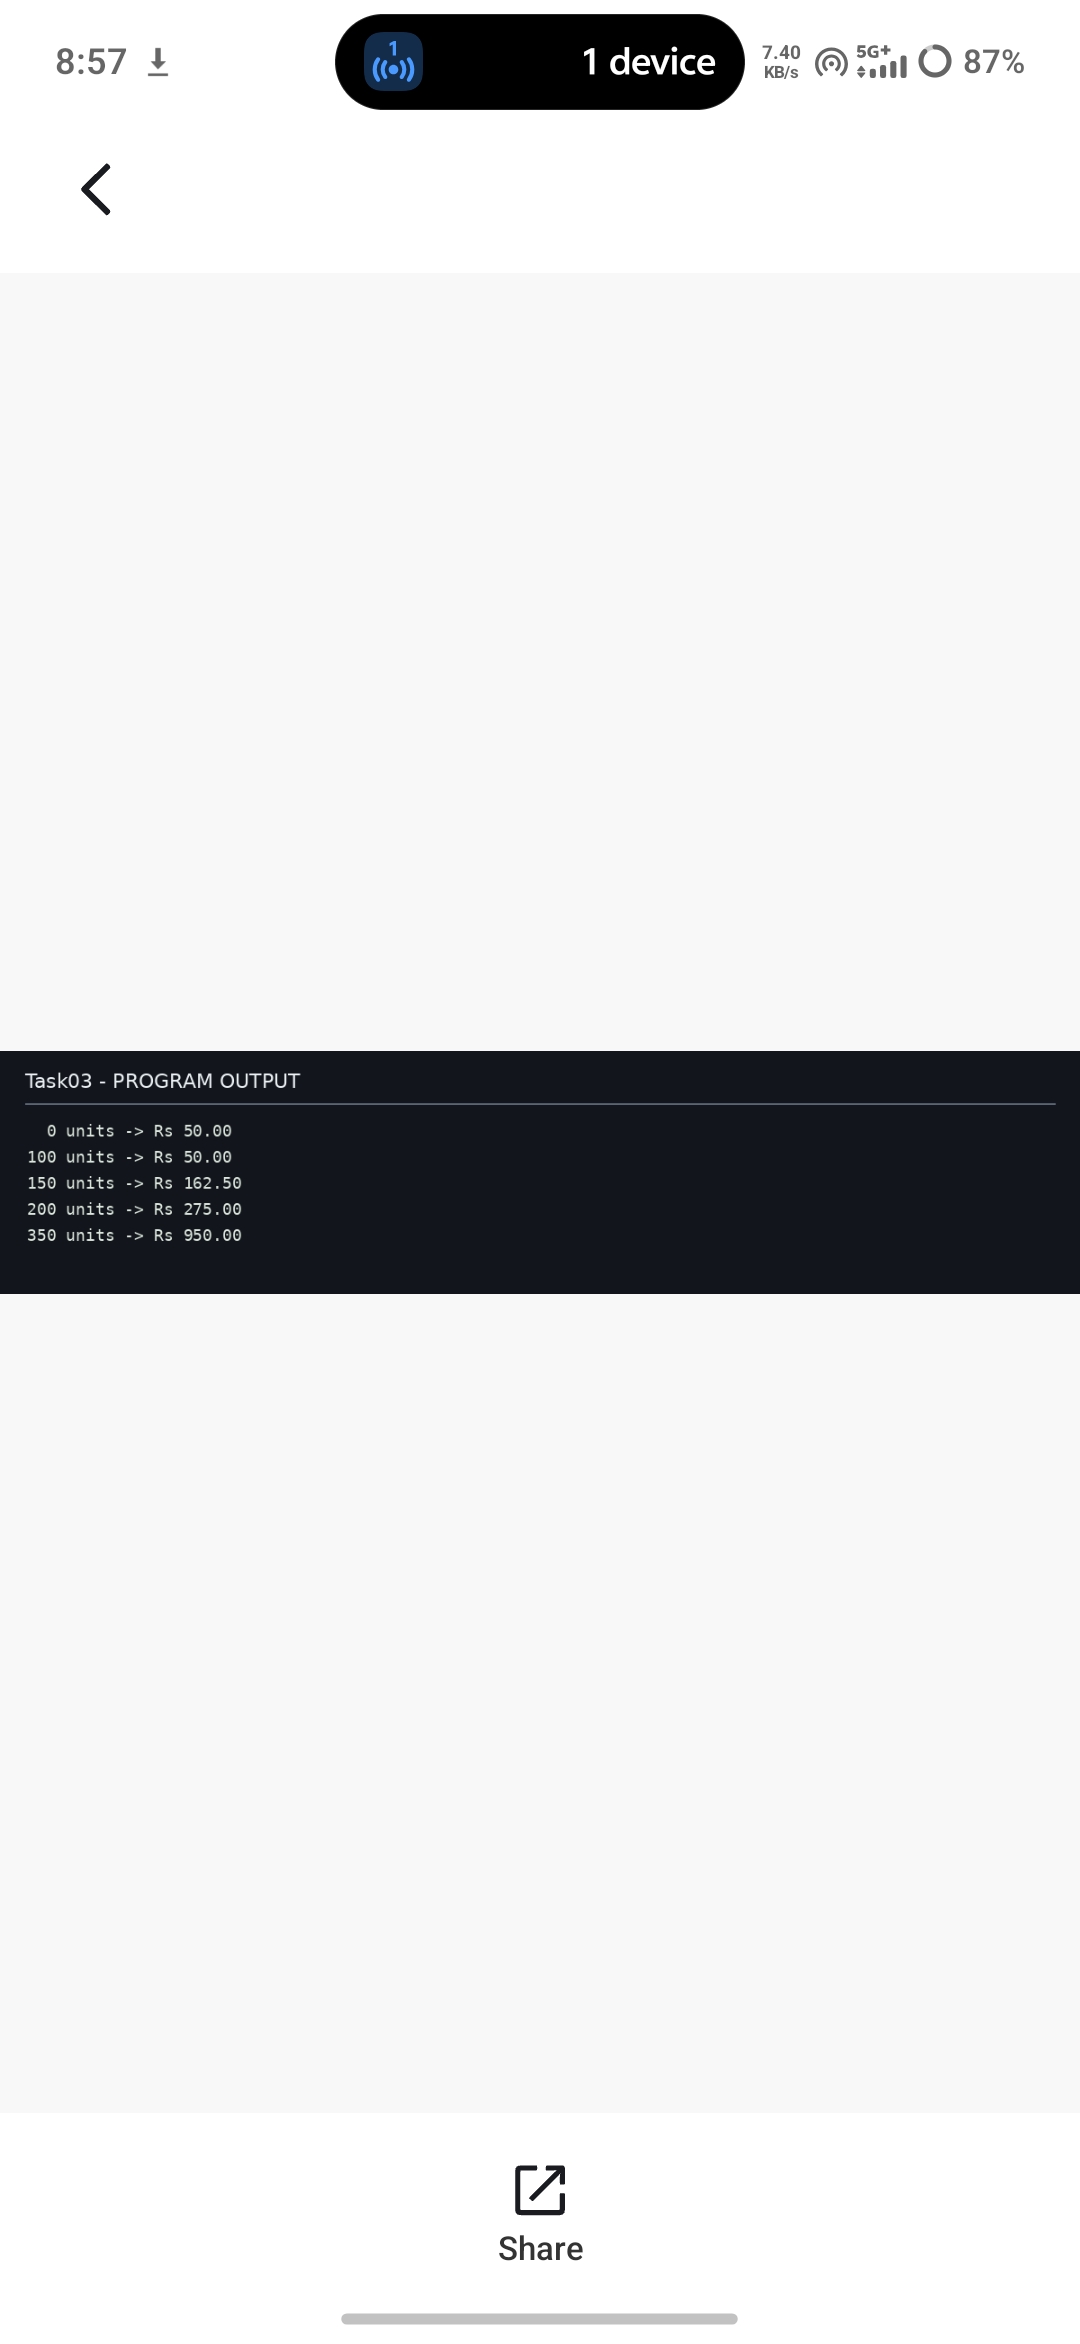 8:57
1
1 device
7.40
KB/s
5G+
87%
Task03 - PROGRAM OUTPUT
0 units -> Rs 50.00
100 units -> Rs 50.00
150 units -> Rs 162.50
200 units -> Rs 275.00
350 units -> Rs 950.00
Share